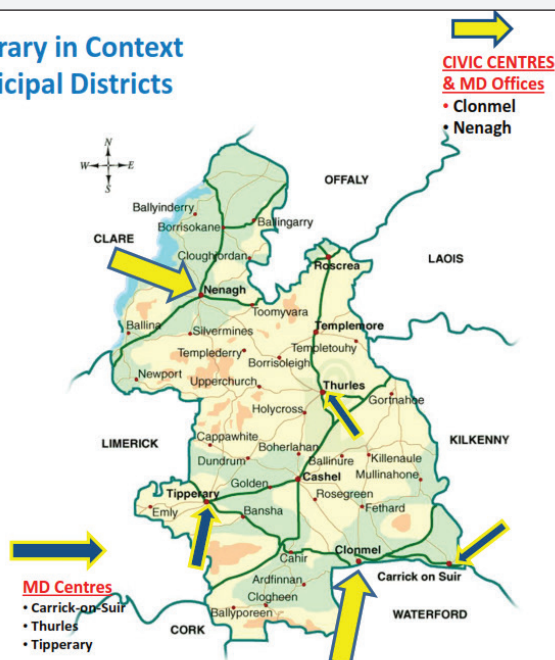 rary in Context
icipal Districts
CIVIC CENTRES
& MD Offices
• Clonmel
• Nenagh
N
W E
S
OFFALY
Ballyinderry
Borrisokane
Ballingarry
CLARE
Cloughjordan
LAOIS
Roscrea
Nenagh
Toomyvara
Ballina
Silvermines
Templemore
Templederry
Templetouhy
Borrisoleigh
Newport
Upperchurch
Thurles
Gortnahoe
Holycross
LIMERICK
Cappawhite
KILKENNY
Boherlahan
Dundrum
Ballinure
Killenaule
Mullinahone
Golden
Cashel
Tipperary
Rosegreen
Emly
Bansha
Fethard
Clonmel
Cahir
Carrick on Suir
MD Centres
Ardfinnan
• Carrick-on-Suir
Clogheen
• Thurles
Ballyporeen
WATERFORD
• Tipperary
CORK